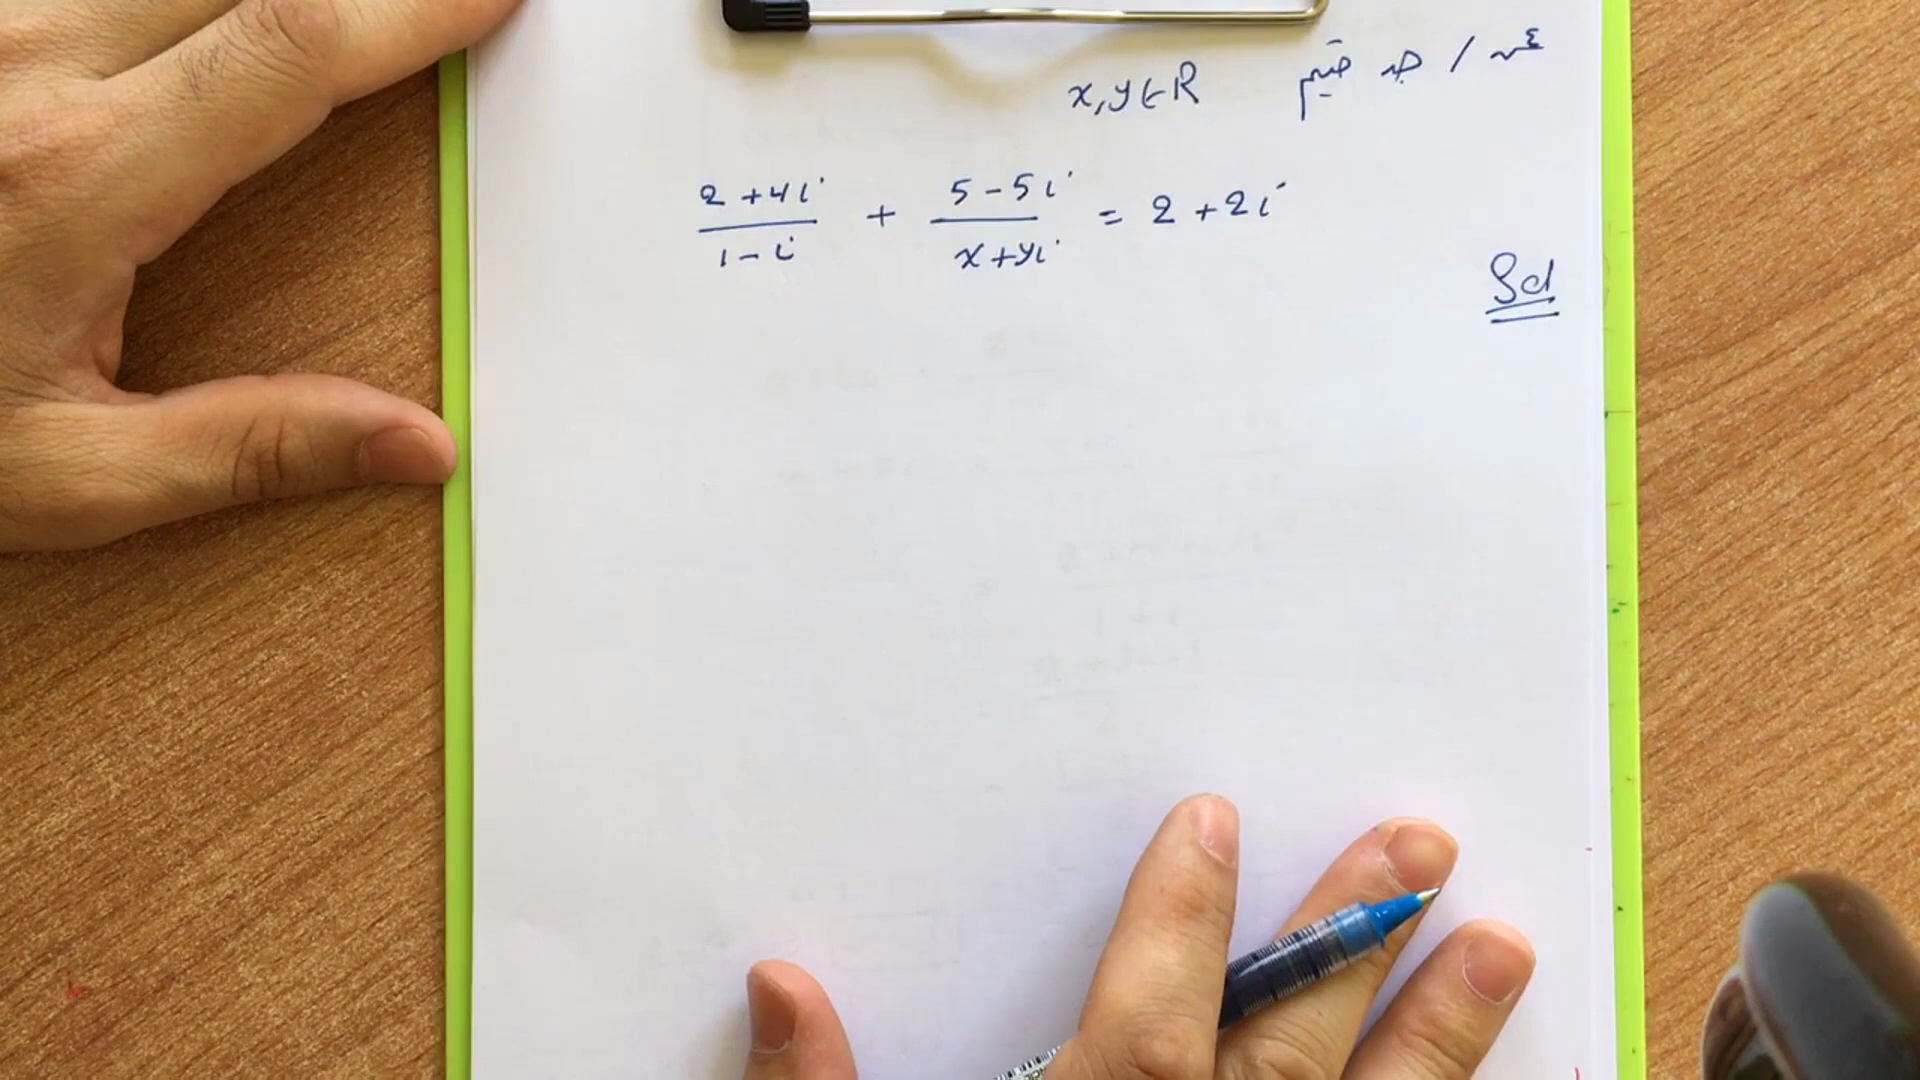 س٤ / جد قيم x,y∈R
(2+4i)/(1-i) + (5-5i)/(x+yi) = 2+2i
Sol